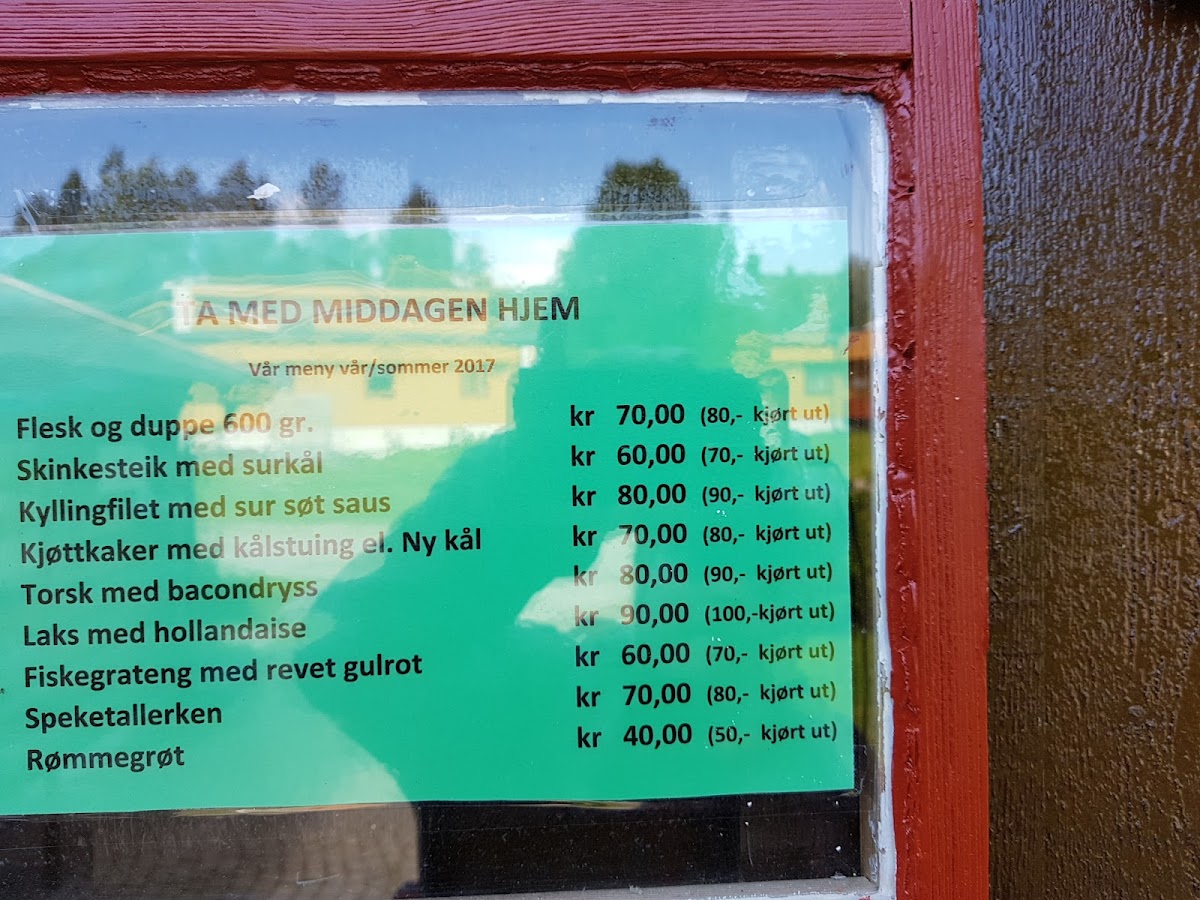 TA MED MIDDAGEN HJEM
Vår meny vår/sommer 2017
Flesk og duppe 600 gr. kr 70,00 (80,- kjørt ut)
Skinkesteik med surkål kr 60,00 (70,- kjørt ut)
Kyllingfilet med sur søt saus kr 80,00 (90,- kjørt ut)
Kjøttkaker med kålstuing el. Ny kål kr 70,00 (80,- kjørt ut)
Torsk med bacondryss kr 80,00 (90,- kjørt ut)
Laks med hollandaise kr 90,00 (100,-kjørt ut)
Fiskegrateng med revet gulrot kr 60,00 (70,- kjørt ut)
Speketallerken kr 70,00 (80,- kjørt ut)
Rømmegrøt kr 40,00 (50,- kjørt ut)